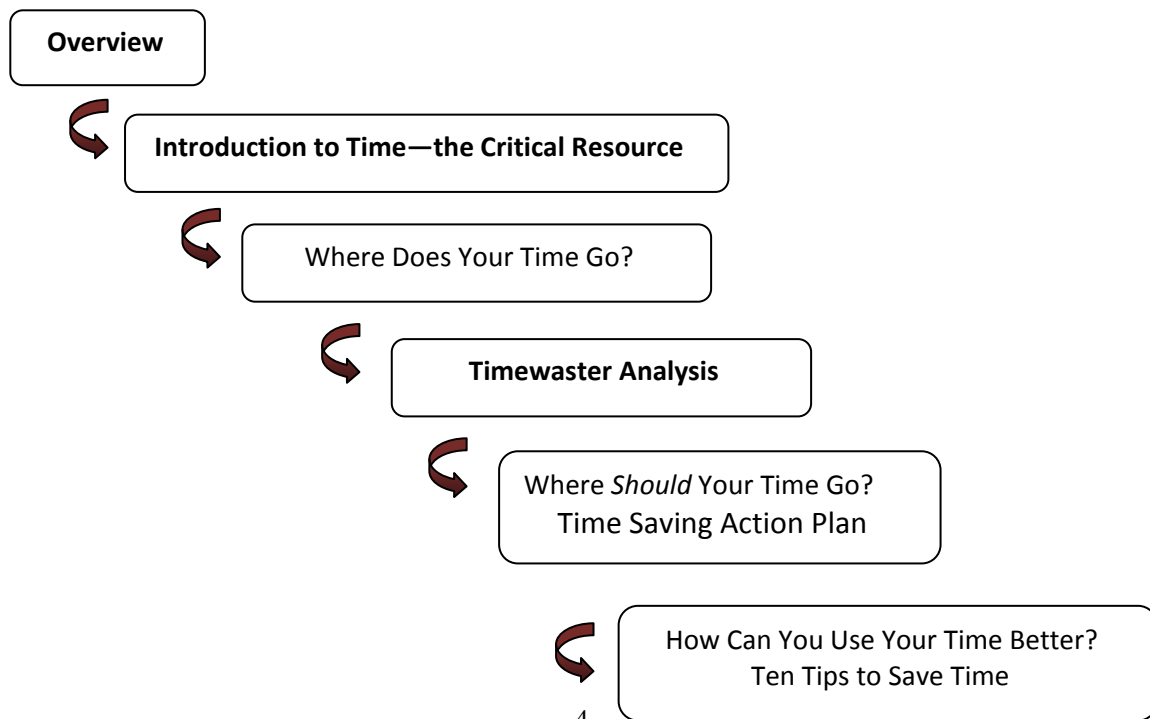 Overview
Introduction to Time—the Critical Resource
Where Does Your Time Go?
Timewaster Analysis
Where Should Your Time Go?
Time Saving Action Plan
How Can You Use Your Time Better?
Ten Tips to Save Time
4